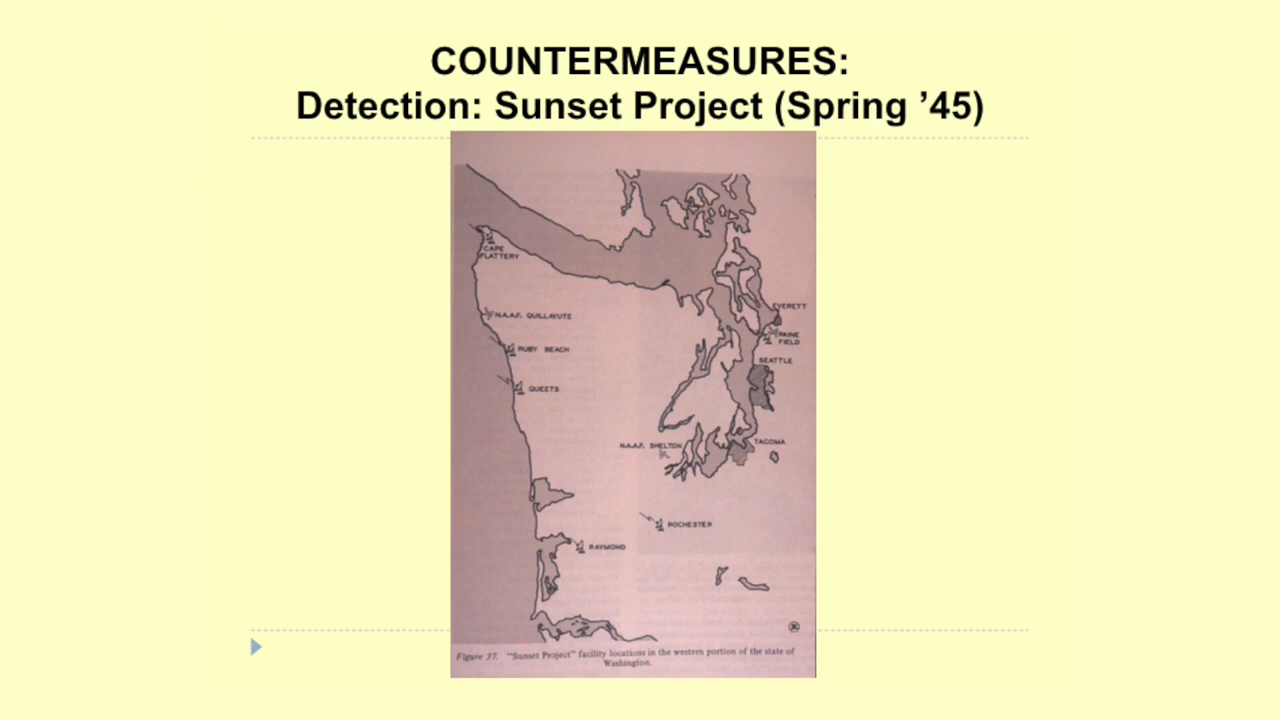 COUNTERMEASURES:
Detection: Sunset Project (Spring ’45)
CAPE
FLATTERY
N.A.A.F. QUILLAYUTE
RUBY BEACH
QUEETS
EVERETT
PAINE
FIELD
SEATTLE
N.A.A.F. SHELTON
TACOMA
ROCHESTER
RAYMOND
Figure 37. “Sunset Project” facility locations in the western portion of the state of
Washington.